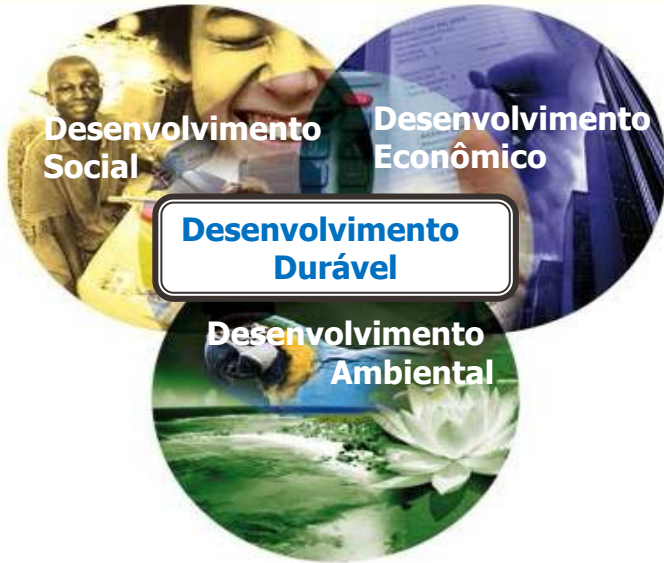 Desenvolvimento
Social
Desenvolvimento
Econômico
Desenvolvimento
Durável
Desenvolvimento
Ambiental